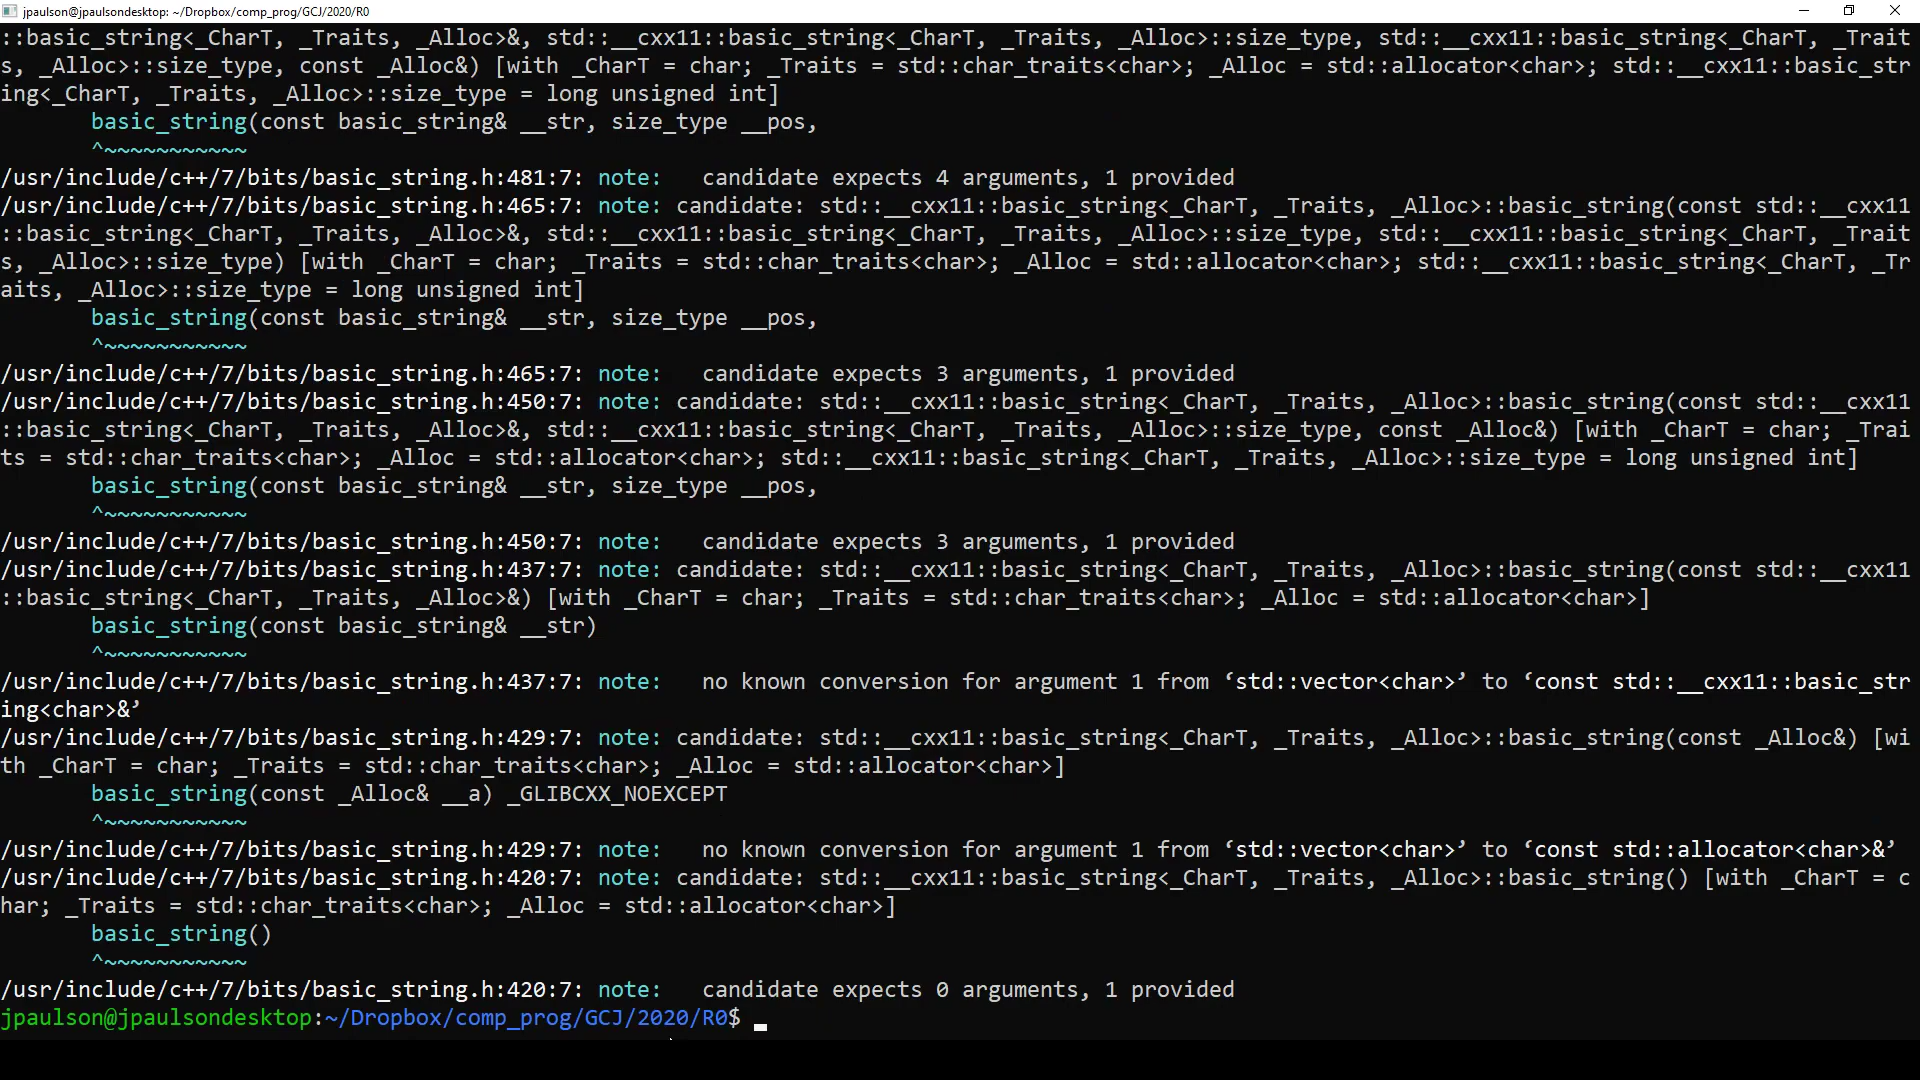 jpaulson@jpaulsondesktop: ~/Dropbox/comp_prog/GCJ/2020/R0
::basic_string<_CharT, _Traits, _Alloc>&, std::__cxx11::basic_string<_CharT, _Traits, _Alloc>::size_type, std::__cxx11::basic_string<_CharT, _Trait
s, _Alloc>::size_type, const _Alloc&) [with _CharT = char; _Traits = std::char_traits<char>; _Alloc = std::allocator<char>; std::__cxx11::basic_str
ing<_CharT, _Traits, _Alloc>::size_type = long unsigned int]
       basic_string(const basic_string& __str, size_type __pos,
       ^~~~~~~~~~~~
/usr/include/c++/7/bits/basic_string.h:481:7: note:   candidate expects 4 arguments, 1 provided
/usr/include/c++/7/bits/basic_string.h:465:7: note: candidate: std::__cxx11::basic_string<_CharT, _Traits, _Alloc>::basic_string(const std::__cxx11
::basic_string<_CharT, _Traits, _Alloc>&, std::__cxx11::basic_string<_CharT, _Traits, _Alloc>::size_type, std::__cxx11::basic_string<_CharT, _Trait
s, _Alloc>::size_type) [with _CharT = char; _Traits = std::char_traits<char>; _Alloc = std::allocator<char>; std::__cxx11::basic_string<_CharT, _Tr
aits, _Alloc>::size_type = long unsigned int]
       basic_string(const basic_string& __str, size_type __pos,
       ^~~~~~~~~~~~
/usr/include/c++/7/bits/basic_string.h:465:7: note:   candidate expects 3 arguments, 1 provided
/usr/include/c++/7/bits/basic_string.h:450:7: note: candidate: std::__cxx11::basic_string<_CharT, _Traits, _Alloc>::basic_string(const std::__cxx11
::basic_string<_CharT, _Traits, _Alloc>&, std::__cxx11::basic_string<_CharT, _Traits, _Alloc>::size_type, const _Alloc&) [with _CharT = char; _Trai
ts = std::char_traits<char>; _Alloc = std::allocator<char>; std::__cxx11::basic_string<_CharT, _Traits, _Alloc>::size_type = long unsigned int]
       basic_string(const basic_string& __str, size_type __pos,
       ^~~~~~~~~~~~
/usr/include/c++/7/bits/basic_string.h:450:7: note:   candidate expects 3 arguments, 1 provided
/usr/include/c++/7/bits/basic_string.h:437:7: note: candidate: std::__cxx11::basic_string<_CharT, _Traits, _Alloc>::basic_string(const std::__cxx11
::basic_string<_CharT, _Traits, _Alloc>&) [with _CharT = char; _Traits = std::char_traits<char>; _Alloc = std::allocator<char>]
       basic_string(const basic_string& __str)
       ^~~~~~~~~~~~
/usr/include/c++/7/bits/basic_string.h:437:7: note:   no known conversion for argument 1 from ‘std::vector<char>’ to ‘const std::__cxx11::basic_str
ing<char>&’
/usr/include/c++/7/bits/basic_string.h:429:7: note: candidate: std::__cxx11::basic_string<_CharT, _Traits, _Alloc>::basic_string(const _Alloc&) [wi
th _CharT = char; _Traits = std::char_traits<char>; _Alloc = std::allocator<char>]
       basic_string(const _Alloc& __a) _GLIBCXX_NOEXCEPT
       ^~~~~~~~~~~~
/usr/include/c++/7/bits/basic_string.h:429:7: note:   no known conversion for argument 1 from ‘std::vector<char>’ to ‘const std::allocator<char>&’
/usr/include/c++/7/bits/basic_string.h:420:7: note: candidate: std::__cxx11::basic_string<_CharT, _Traits, _Alloc>::basic_string() [with _CharT = c
har; _Traits = std::char_traits<char>; _Alloc = std::allocator<char>]
       basic_string()
       ^~~~~~~~~~~~
/usr/include/c++/7/bits/basic_string.h:420:7: note:   candidate expects 0 arguments, 1 provided
jpaulson@jpaulsondesktop:~/Dropbox/comp_prog/GCJ/2020/R0$